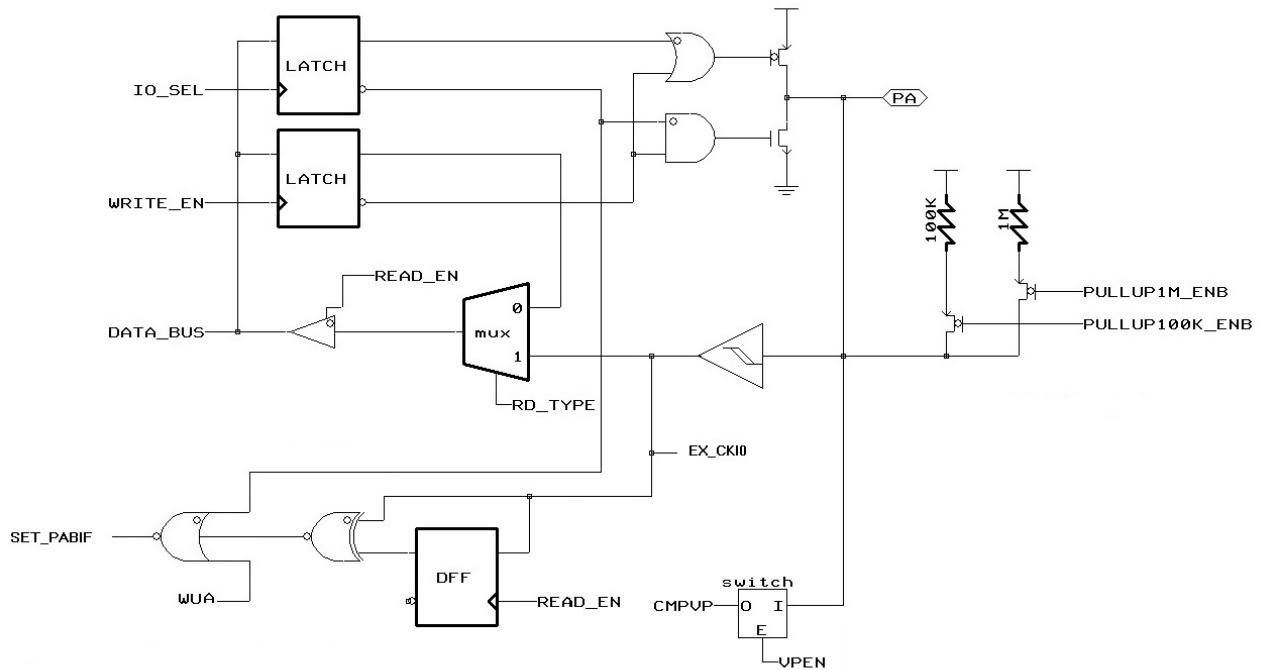 LATCH
IO_SEL
PA
LATCH
WRITE_EN
100K
1M
READ_EN
PULLUP1M_ENB
0
DATA_BUS
mux
PULLUP100K_ENB
1
RD_TYPE
EX_CKI0
SET_PABIF
DFF
switch
WUA
READ_EN
CMPVP
O I
E
VPEN